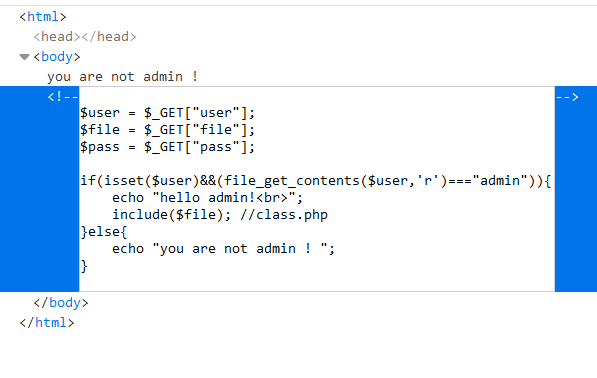 <html>
<head></head>
<body>
you are not admin !
<!-- -->
$user = $_GET["user"];
$file = $_GET["file"];
$pass = $_GET["pass"];
if(isset($user)&&(file_get_contents($user,'r')==="admin")){
echo "hello admin!<br>";
include($file); //class.php
}else{
echo "you are not admin ! ";
}
</body>
</html>